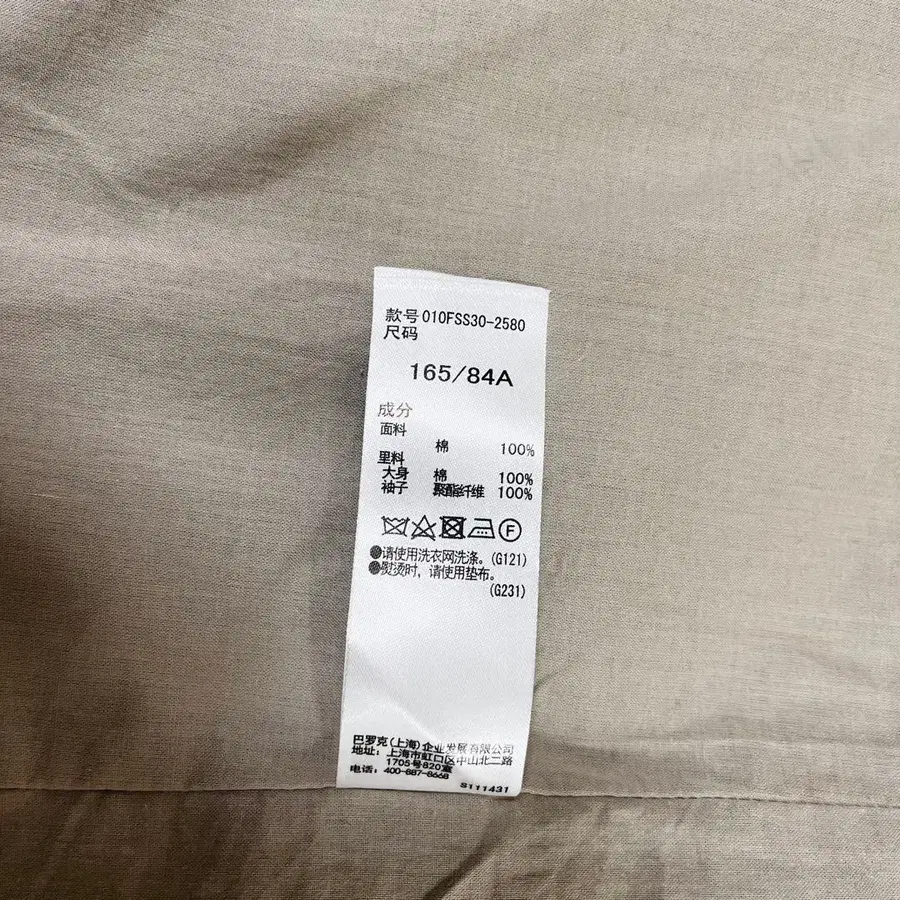 款号 010FSS30-2580
尺码
165/84A
成分
面料
棉 100%
里料
大身 棉 100%
袖子 聚酯纤维 100%
F
●请使用洗衣网洗涤。(G121)
●熨烫时，请使用垫布。
(G231)
巴罗克(上海)企业发展有限公司
地址：上海市虹口区中山北二路
1705号820室
电话：400-887-8668
S111431